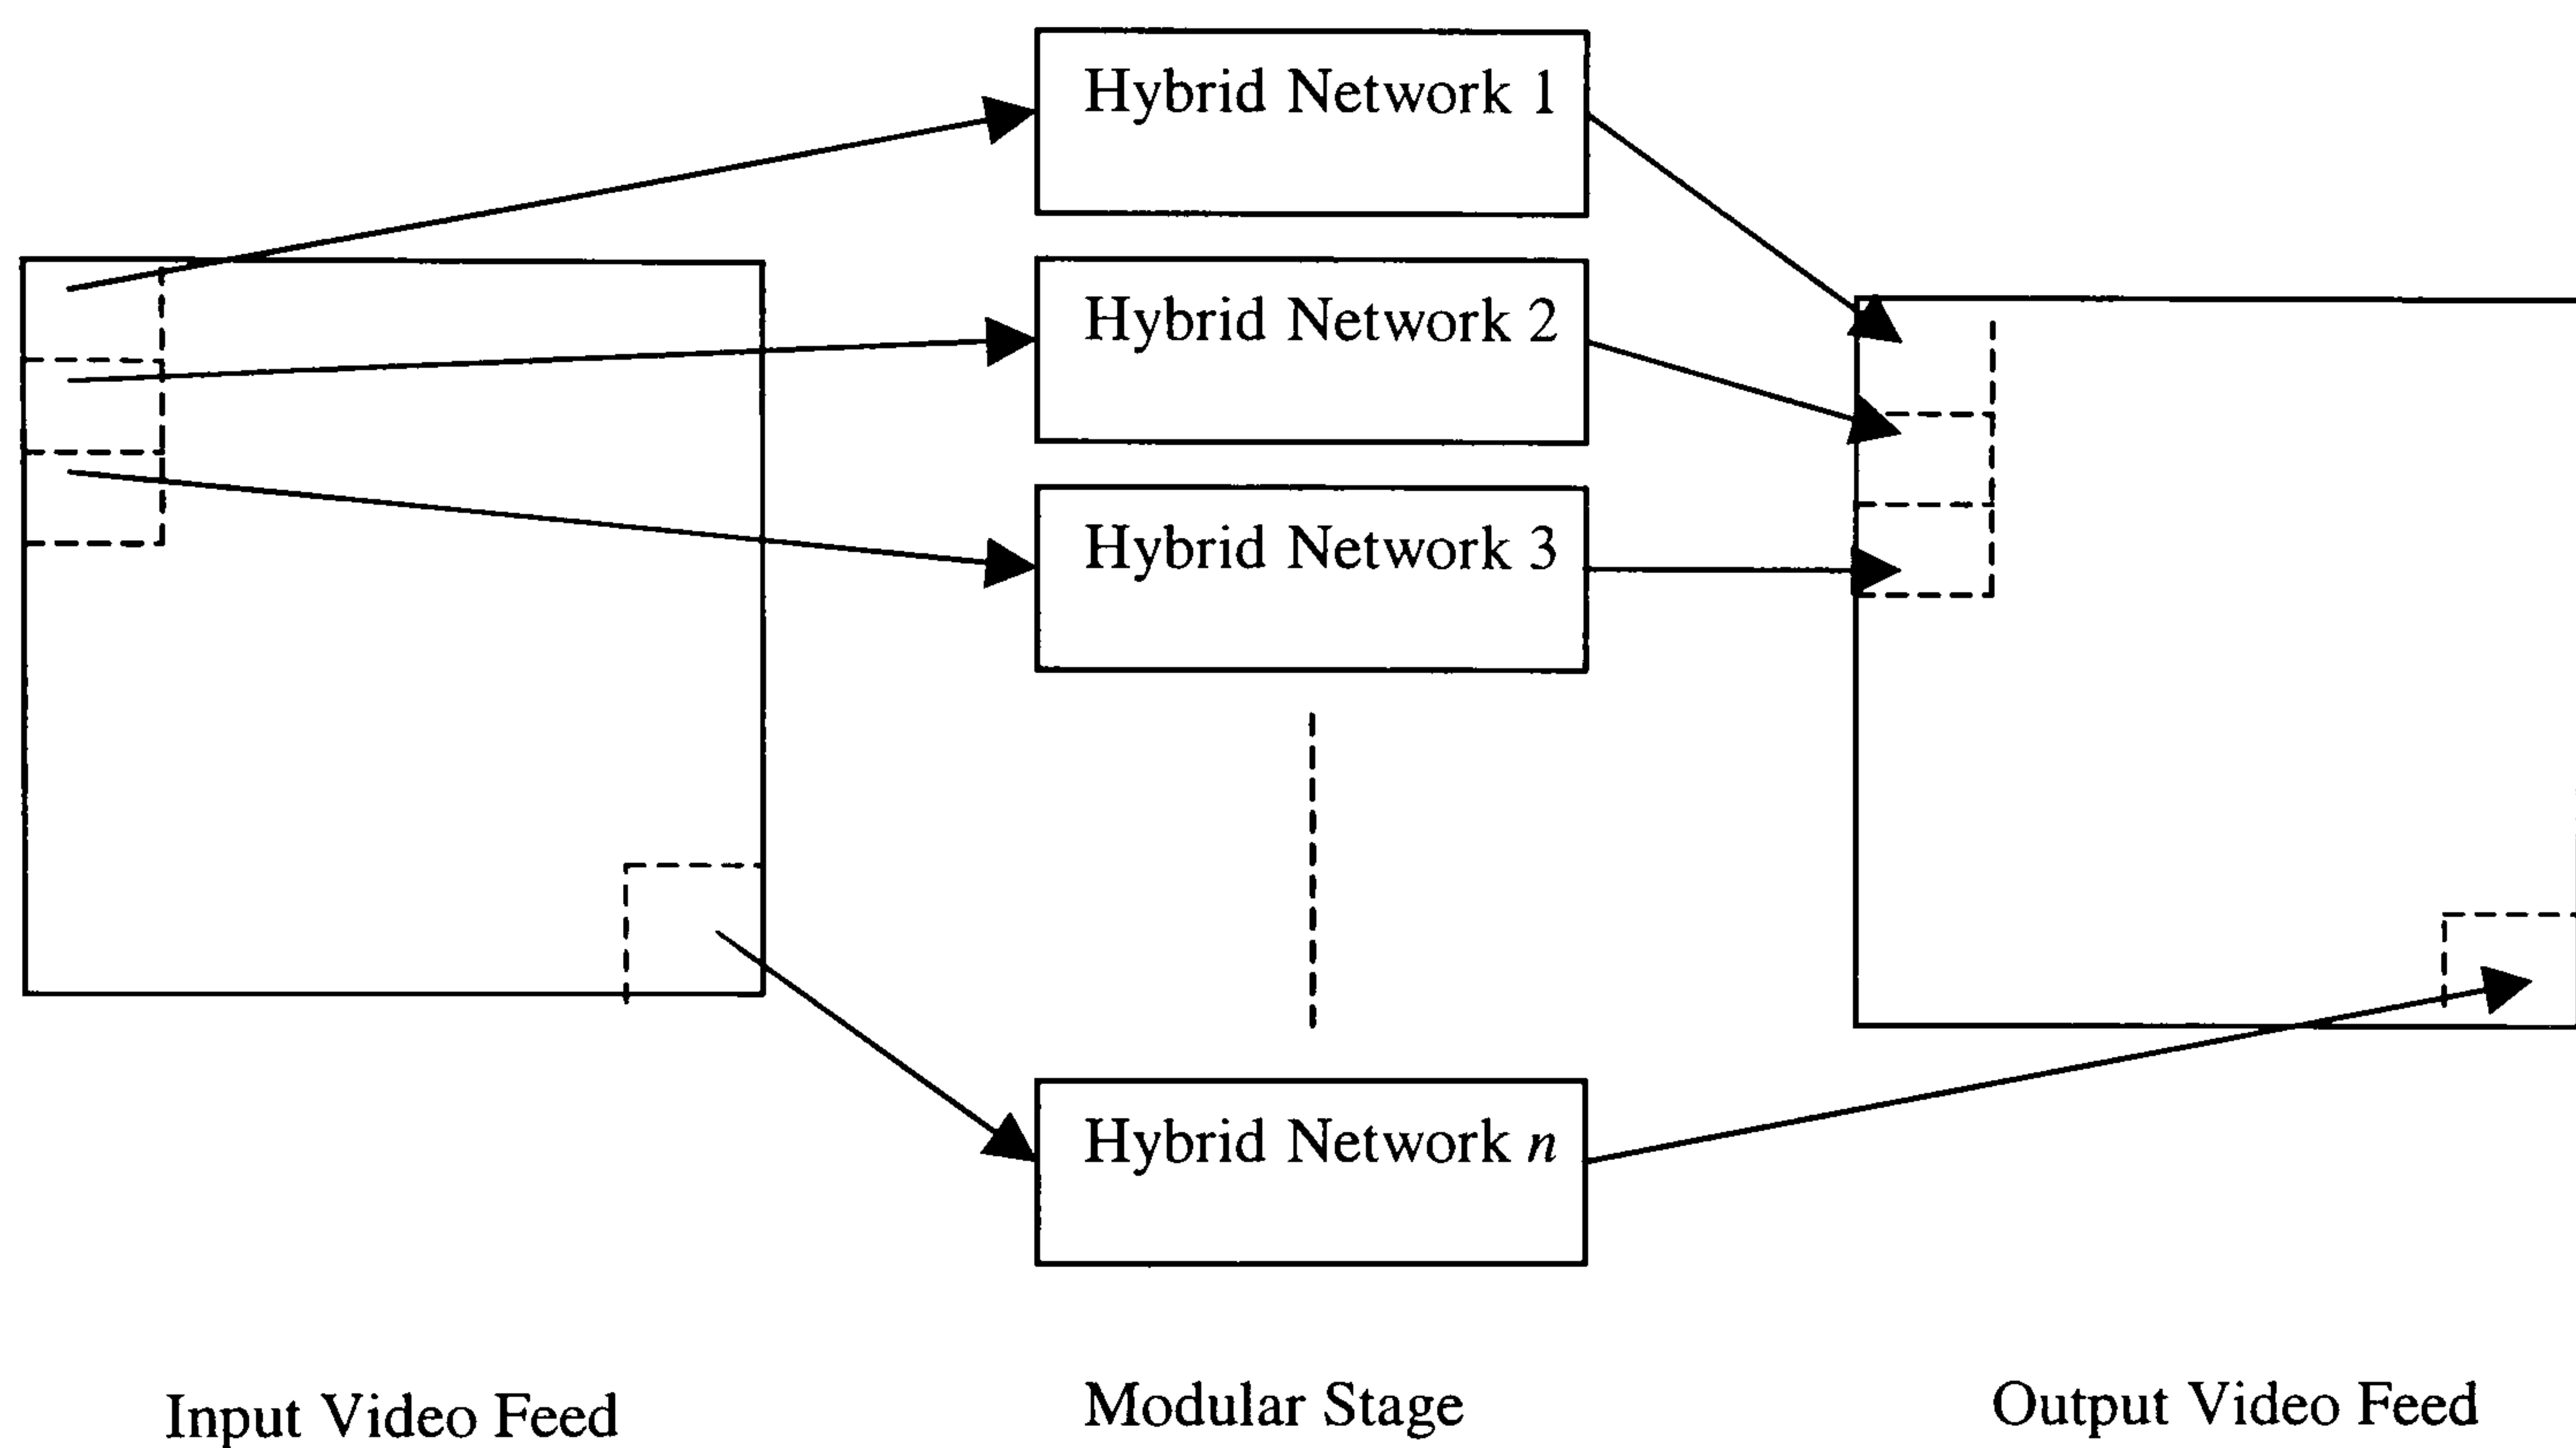 Hybrid Network 1
Hybrid Network 2
Hybrid Network 3
Hybrid Network n
Input Video Feed
Modular Stage
Output Video Feed